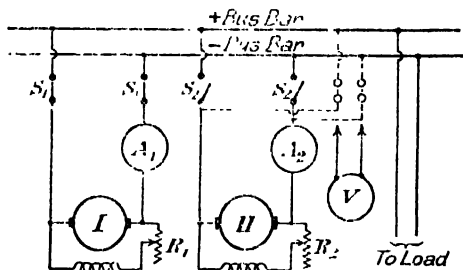 +Bus Bar
−Bus Bar
S₁ S₁ S₂ S₂
A₁ A₂
V
I II
R₁ R₂
To Load